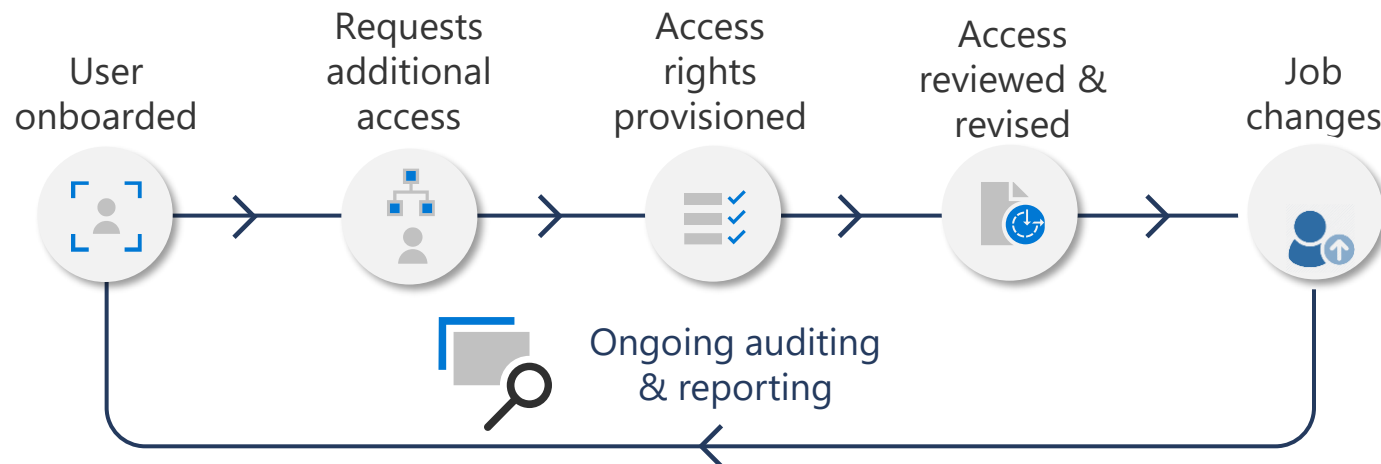 User
onboarded
Requests
additional
access
Access
rights
provisioned
Access
reviewed &
revised
Job
changes
Ongoing auditing
& reporting